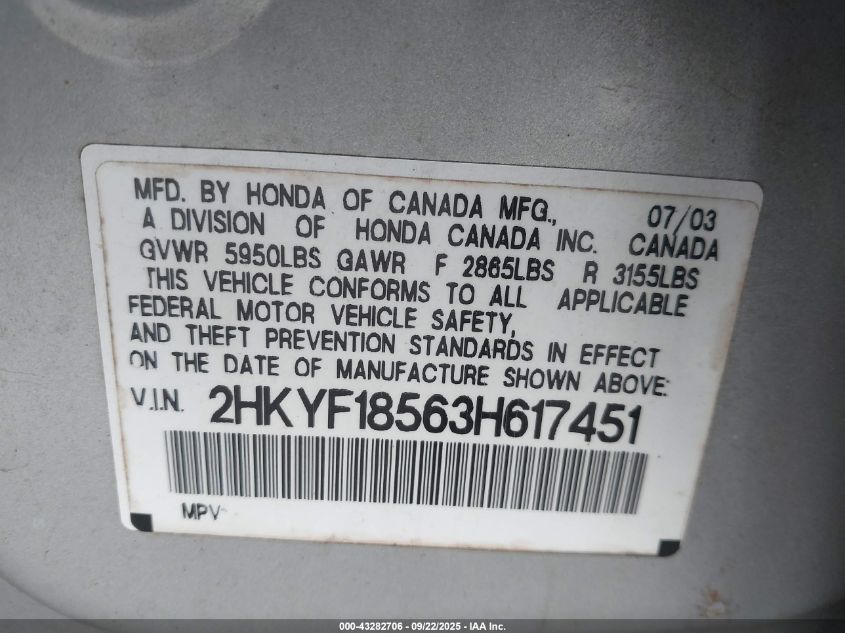 MFD. BY HONDA OF CANADA MFG., 07/03
A DIVISION OF HONDA CANADA INC. CANADA
GVWR 5950LBS GAWR F 2865LBS R 3155LBS
THIS VEHICLE CONFORMS TO ALL APPLICABLE
FEDERAL MOTOR VEHICLE SAFETY,
AND THEFT PREVENTION STANDARDS IN EFFECT
ON THE DATE OF MANUFACTURE SHOWN ABOVE:
V.I.N. 2HKYF18563H617451
MPV
000-43282706 - 09/22/2025 - IAA Inc.